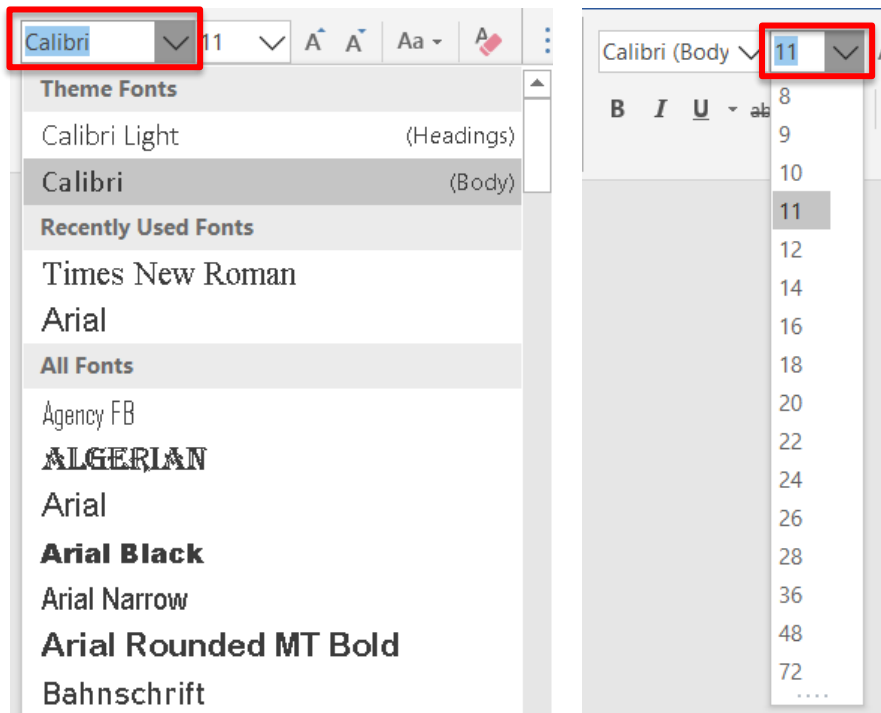 Calibri 11 A A Aa A
Theme Fonts
Calibri Light (Headings)
Calibri (Body)
Recently Used Fonts
Times New Roman
Arial
All Fonts
Agency FB
ALGERIAN
Arial
Arial Black
Arial Narrow
Arial Rounded MT Bold
Bahnschrift
Calibri (Body 11
B I U ab
8
9
10
11
12
14
16
18
20
22
24
26
28
36
48
72